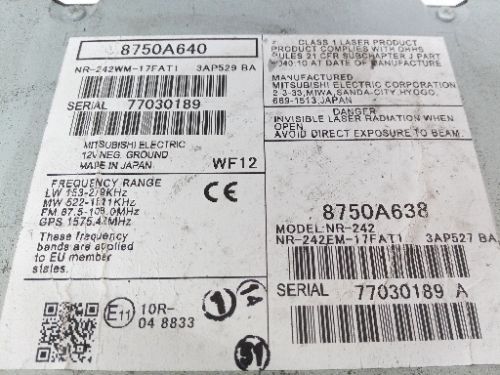 8750A640
NR-242WM-17FAT1 3AP529 BA
SERIAL 77030189
MITSUBISHI ELECTRIC
12V NEG. GROUND
MADE IN JAPAN
WF12
FREQUENCY RANGE
LW 153-279KHz
MW 522-1621KHz
FM 87.5-108.0MHz
GPS 1575.42MHz
These frequency
bands are applied
to EU member
states.
CE
E11
10R-
04 8833
1
1A
51
CLASS 1 LASER PRODUCT
PRODUCT COMPLIES WITH DHHS
RULES 21 CFR SUBCHAPTER J PART
1040.10 AT DATE OF MANUFACTURE
MANUFACTURED
MITSUBISHI ELECTRIC CORPORATION
2-3-33, MIWA, SANDA-CITY, HYOGO,
669-1513, JAPAN
DANGER
INVISIBLE LASER RADIATION WHEN
OPEN.
AVOID DIRECT EXPOSURE TO BEAM.
8750A638
MODEL: NR-242
NR-242EM-17FAT1 3AP527 BA
SERIAL 77030189 A